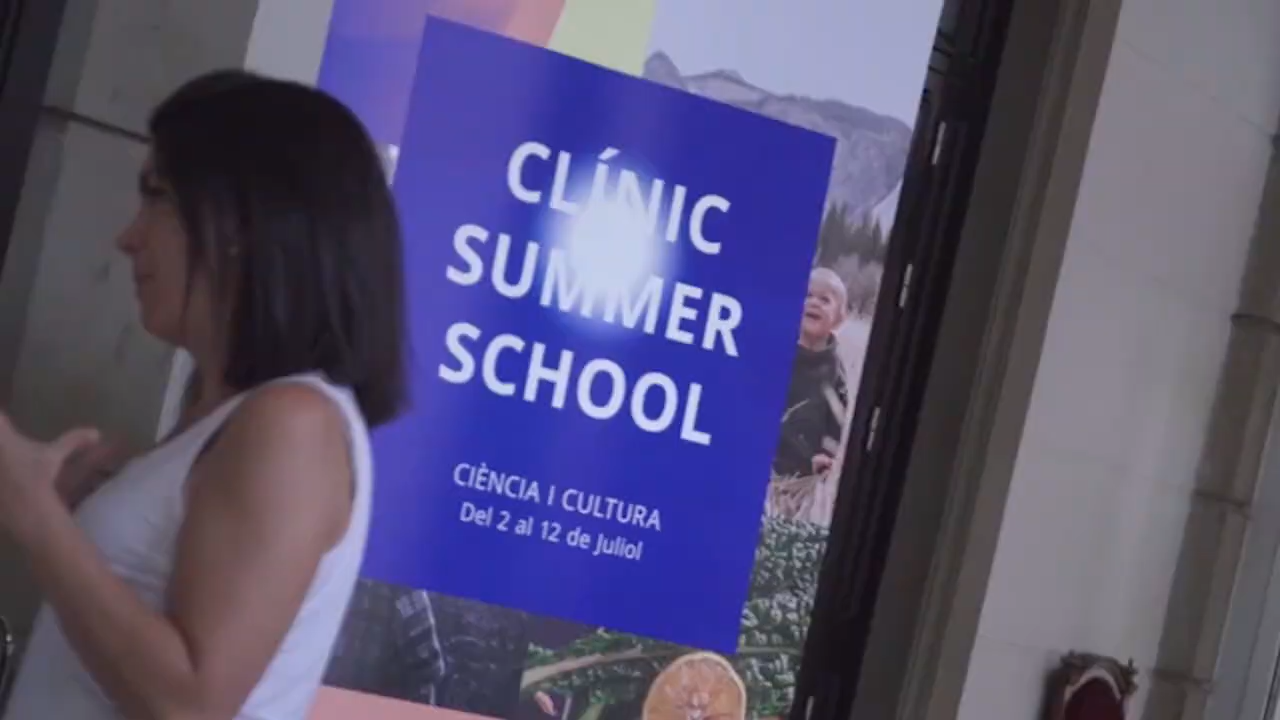 CLÍNIC
SUMMER
SCHOOL
CIÈNCIA I CULTURA
Del 2 al 12 de Juliol